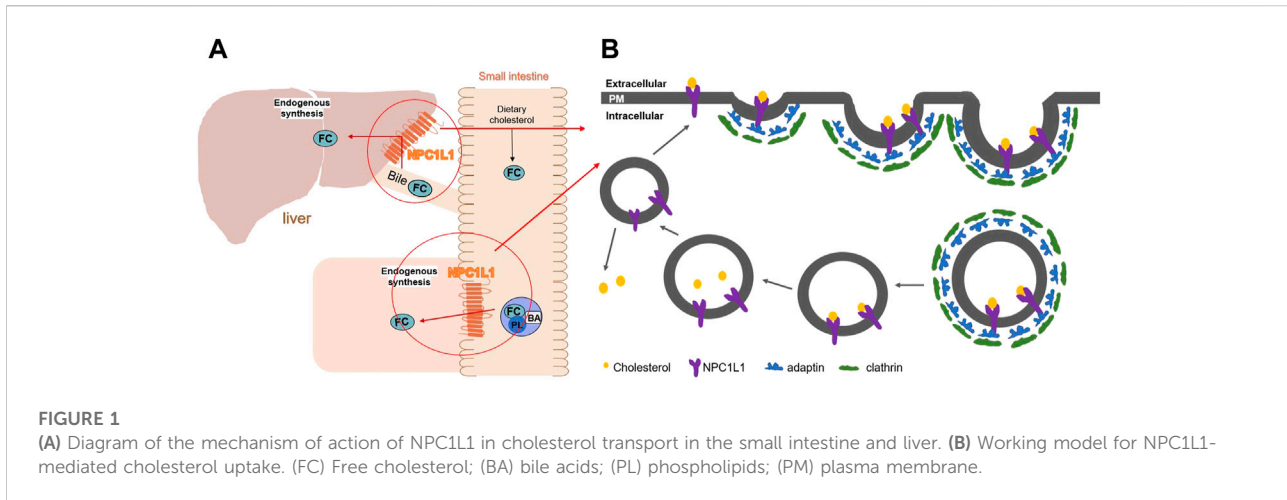 A
B
Small intestine
Endogenous
synthesis
FC
NPC1L1
Bile
FC
liver
Dietary
cholesterol
FC
Endogenous
synthesis
NPC1L1
FC
FC
PL
BA
Extracellular
PM
Intracellular
Cholesterol
NPC1L1
adaptin
clathrin
FIGURE 1
(A) Diagram of the mechanism of action of NPC1L1 in cholesterol transport in the small intestine and liver. (B) Working model for NPC1L1-
mediated cholesterol uptake. (FC) Free cholesterol; (BA) bile acids; (PL) phospholipids; (PM) plasma membrane.